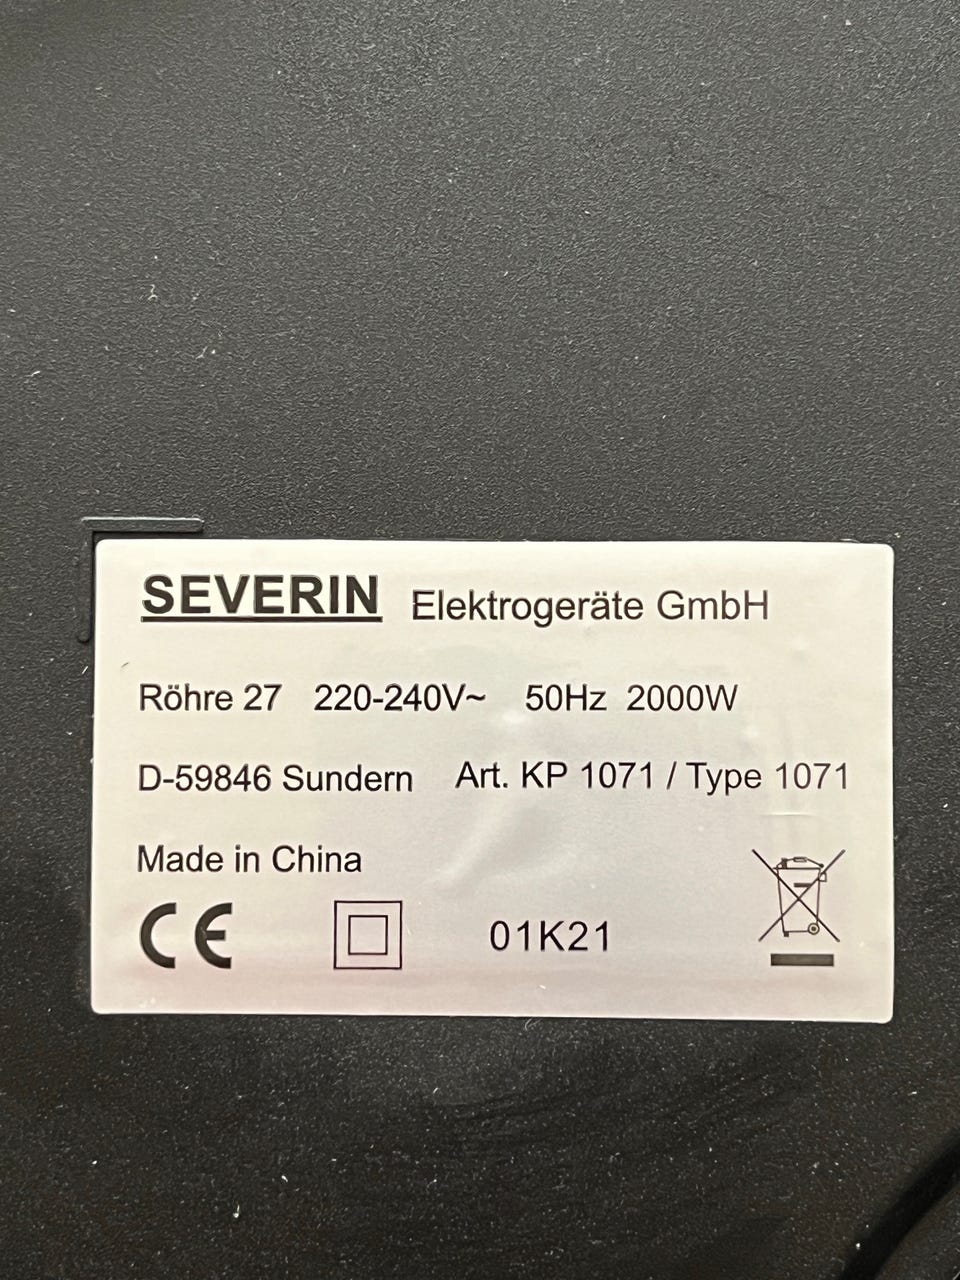 SEVERIN Elektrogeräte GmbH
Röhre 27 220-240V~ 50Hz 2000W
D-59846 Sundern Art. KP 1071 / Type 1071
Made in China
CE 01K21